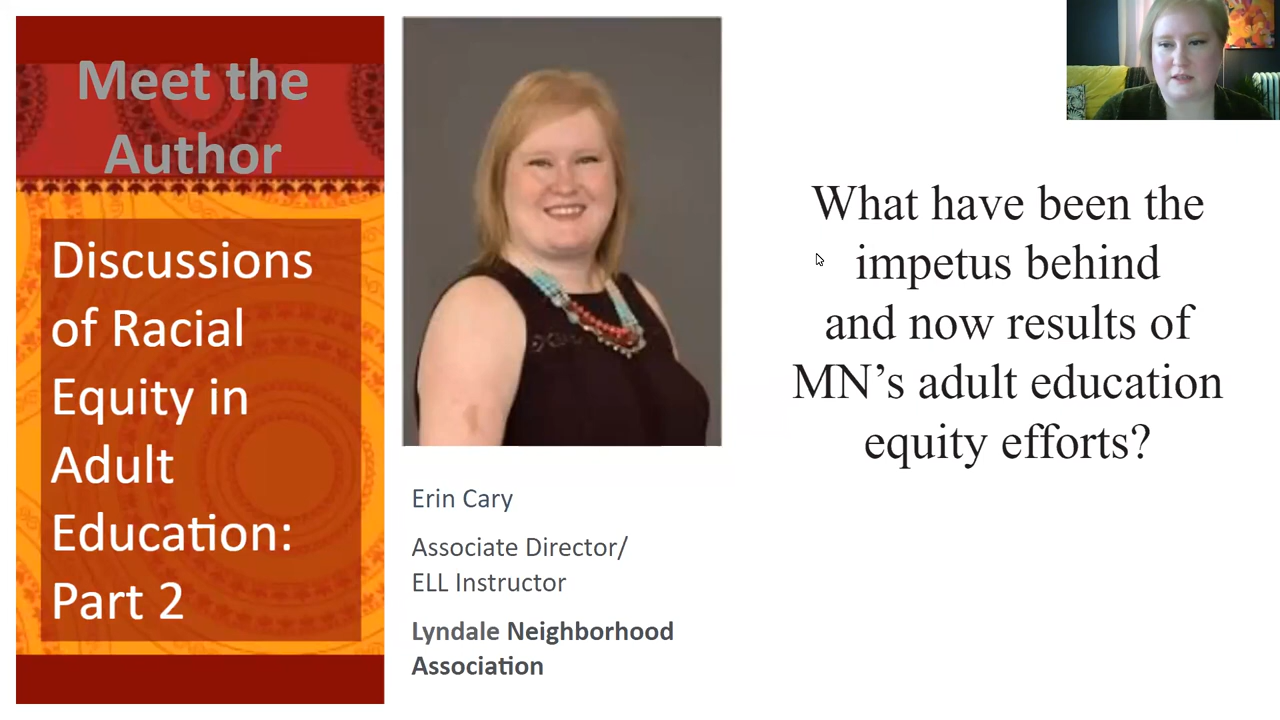 Meet the
Author
Discussions
of Racial
Equity in
Adult
Education:
Part 2
Erin Cary
Associate Director/
ELL Instructor
Lyndale Neighborhood
Association
What have been the
impetus behind
and now results of
MN’s adult education
equity efforts?